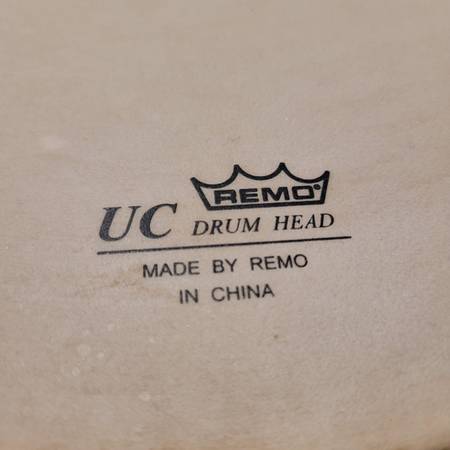 REMO®
UC DRUM HEAD
MADE BY REMO
IN CHINA